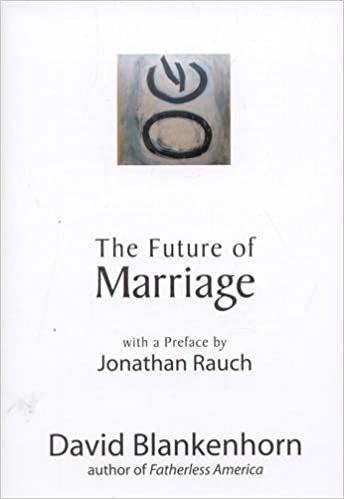 The Future of
Marriage
with a Preface by
Jonathan Rauch
David Blankenhorn
author of Fatherless America